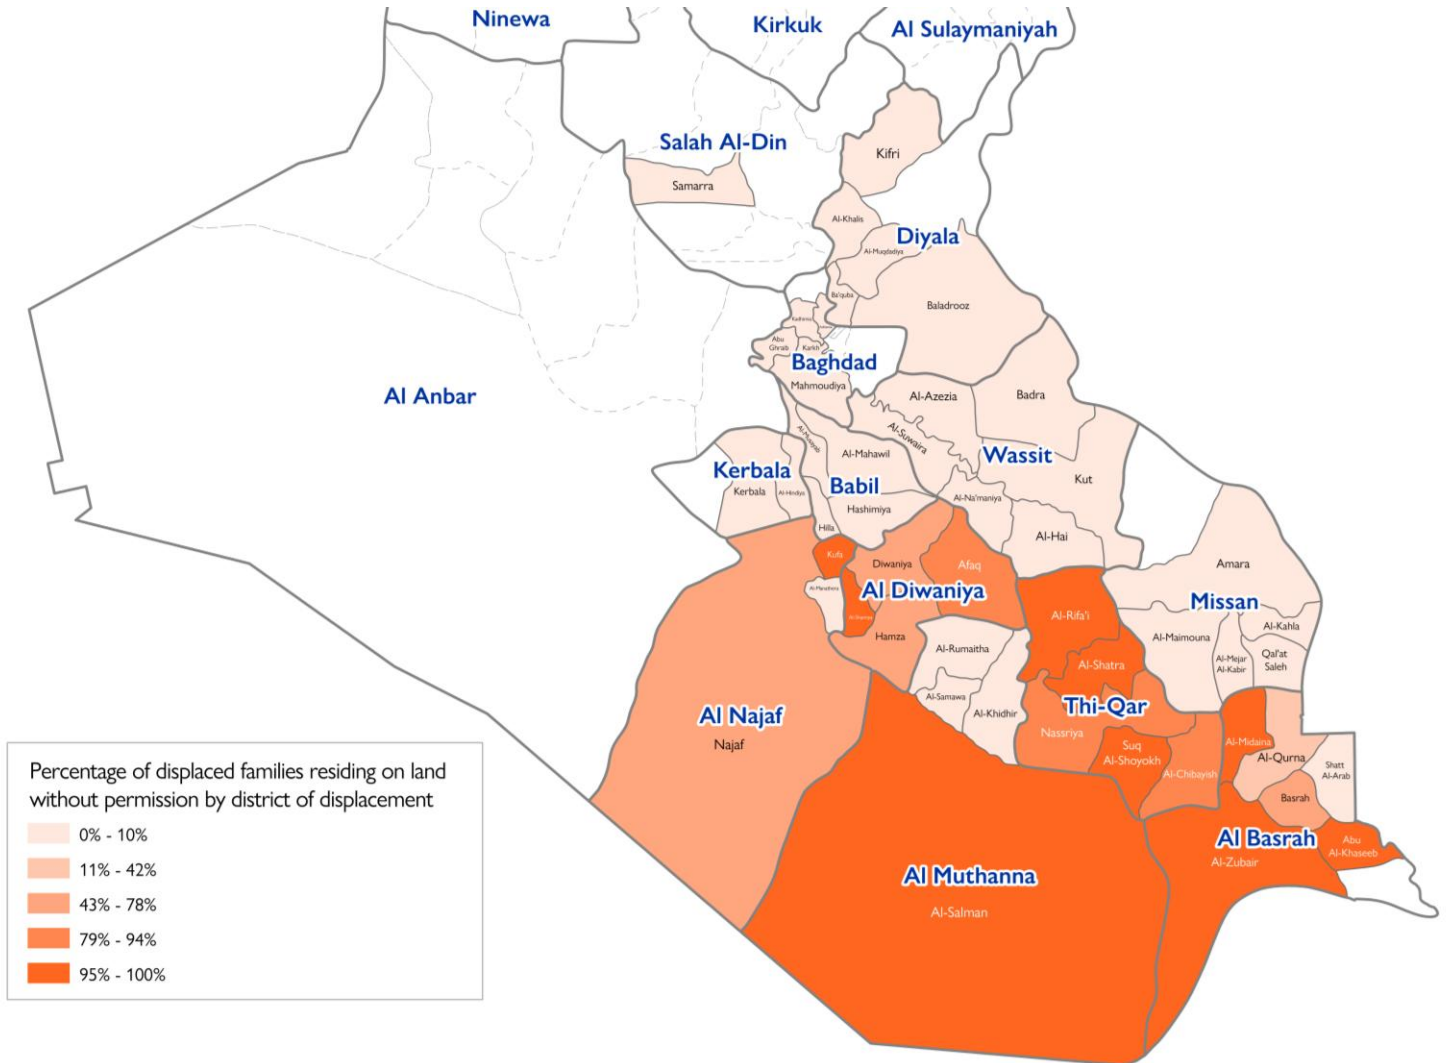 Ninewa
Kirkuk
Al Sulaymaniyah
Salah Al-Din
Kifri
Samarra
Al-Khalis
Diyala
Al-Muqdadiya
Ba'quba
Baladrooz
Kadhimia
Abu
Ghraib
Karkh
Baghdad
Mahmoudiya
Al Anbar
Al-Azezia
Badra
Al-Suwaira
Al-Musayab
Al-Mahawil
Wassit
Kerbala
Kerbala
Al-Hindiya
Babil
Kut
Al-Na'maniya
Hashimiya
Hilla
Al-Hai
Kufa
Diwaniya
Afaq
Amara
Al Diwaniya
Al-Manathera
Al-Shamiya
Al-Rifa'i
Missan
Al-Kahla
Hamza
Al-Rumaitha
Al-Maimouna
Al-Mejar
Al-Kabir
Qal'at
Saleh
Al-Shatra
Al-Samawa
Al-Khidhir
Al Najaf
Najaf
Thi-Qar
Nassriya
Suq
Al-Shoyokh
Al-Chibayish
Al-Midaina
Al-Qurna
Shatt
Al-Arab
Basrah
Al Basrah
Al-Zubair
Abu
Al-Khaseeb
Al Muthanna
Al-Salman
Percentage of displaced families residing on land
without permission by district of displacement
0% - 10%
11% - 42%
43% - 78%
79% - 94%
95% - 100%